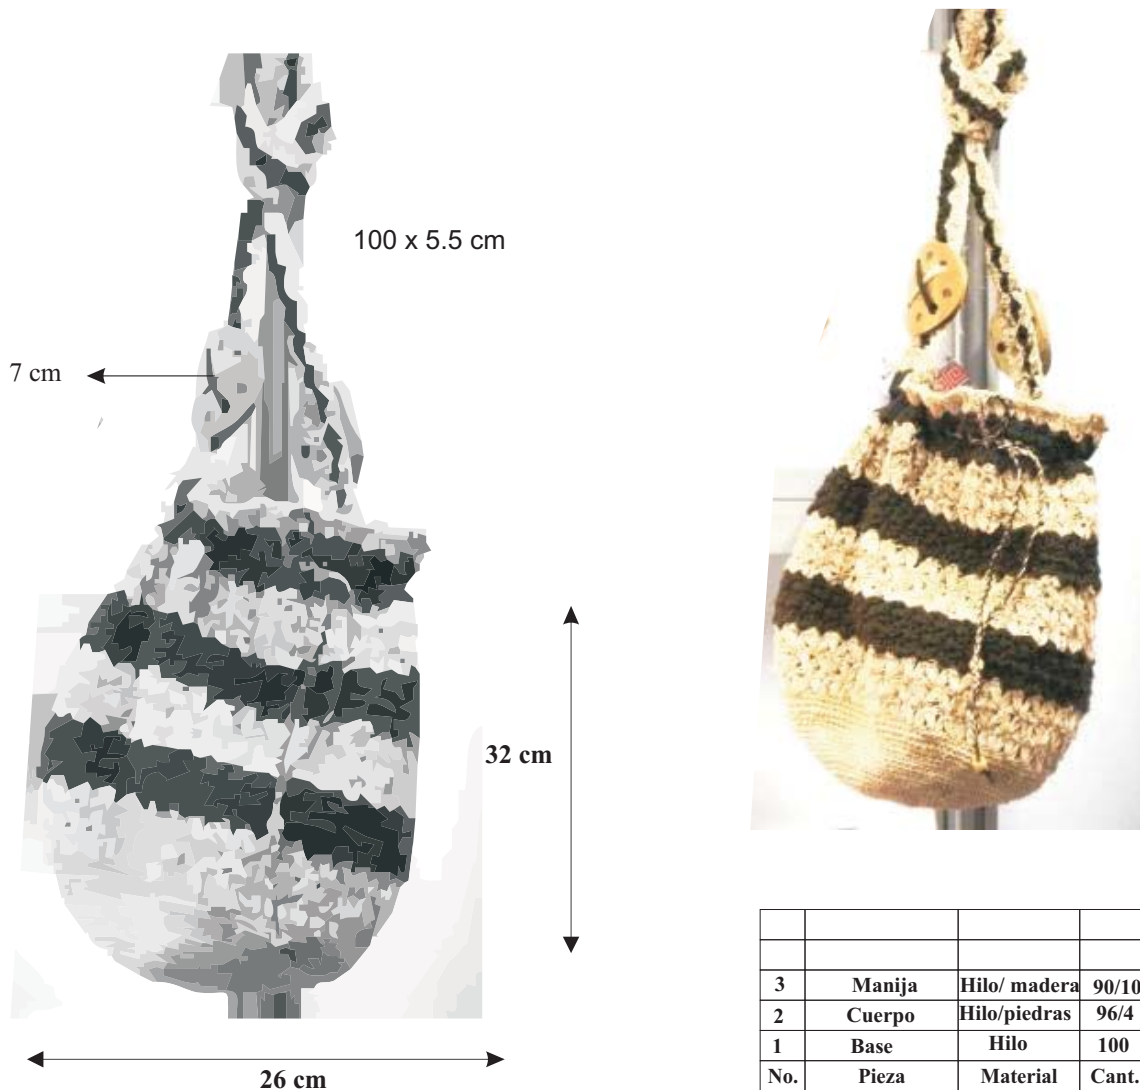 100 x 5.5 cm
7 cm
32 cm
26 cm
3 Manija Hilo/ madera 90/10
2 Cuerpo Hilo/piedras 96/4
1 Base Hilo 100
No. Pieza Material Cant.